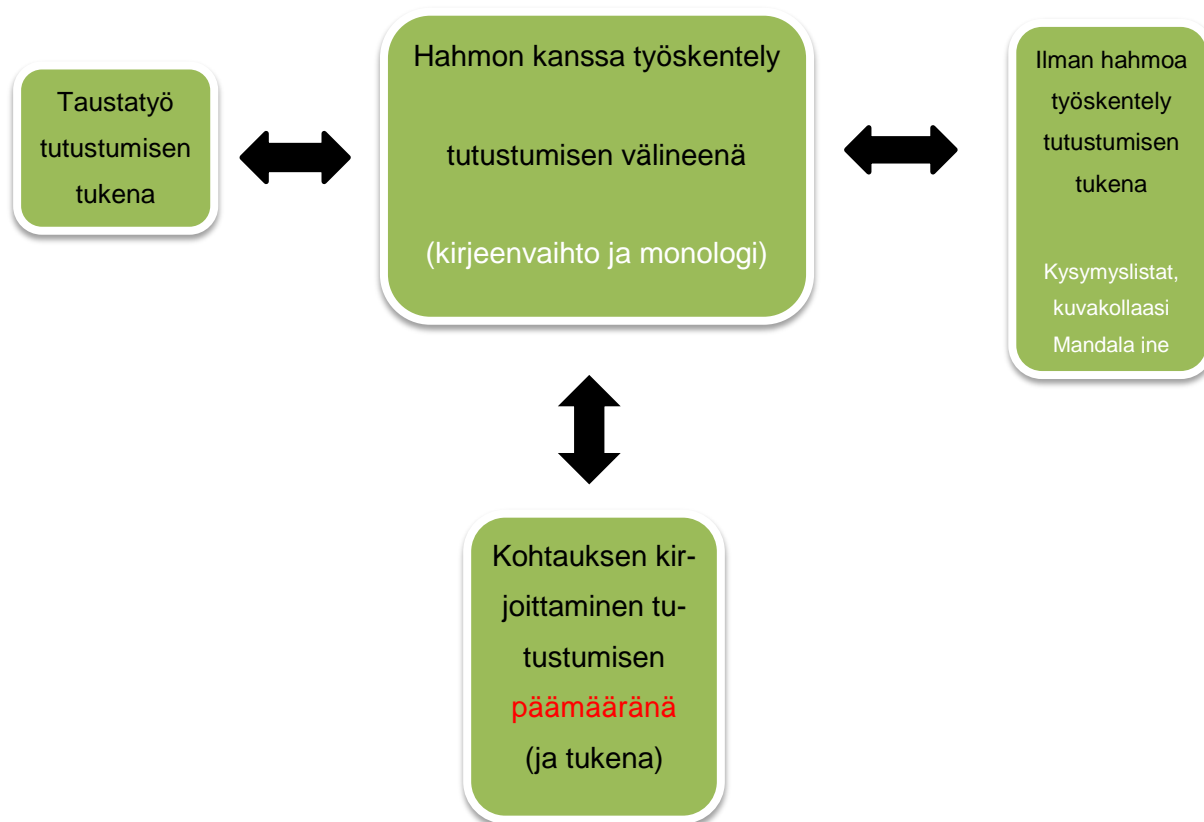 Taustatyö
tutustumisen
tukena
Hahmon kanssa työskentely
tutustumisen välineenä
(kirjeenvaihto ja monologi)
Ilman hahmoa
työskentely
tutustumisen
tukena
Kysymyslistat,
kuvakollaasi
Mandala jne
Kohtauksen kir-
joittaminen tu-
tustumisen
päämääränä
(ja tukena)